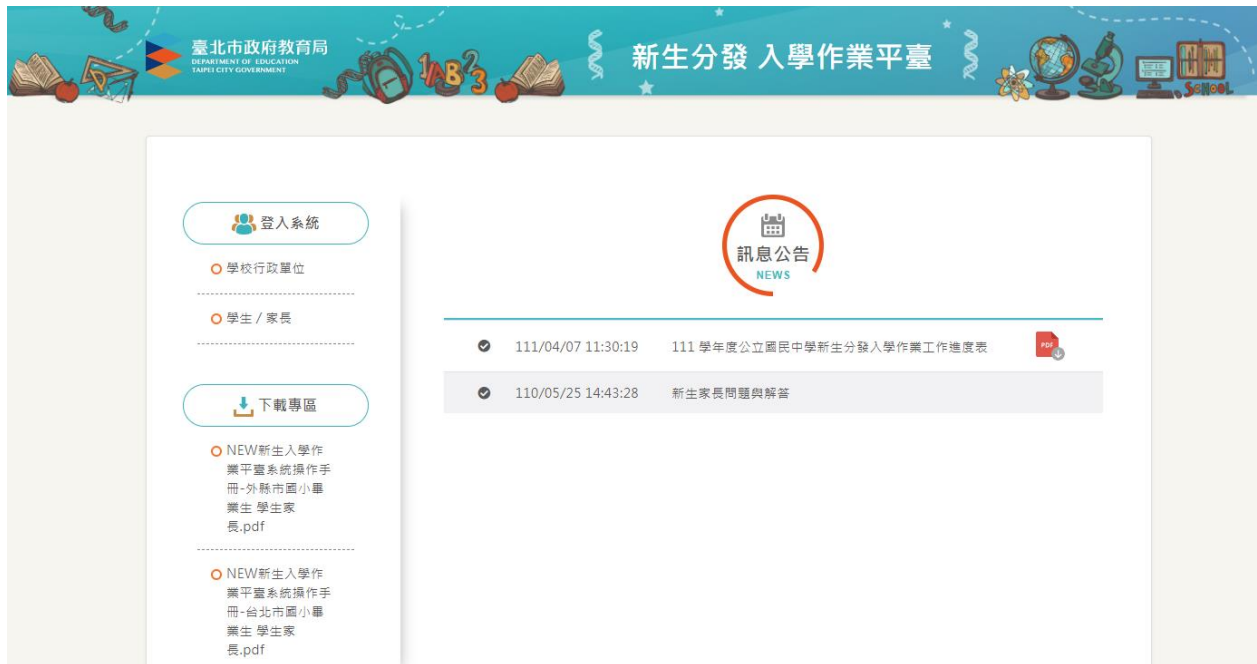 臺北市政府教育局
DEPARTMENT OF EDUCATION
TAIPEI CITY GOVERNMENT
1AB23
新生分發 入學作業平臺
SCHOOL
登入系統
學校行政單位
學生 / 家長
下載專區
NEW新生入學作
業平臺系統操作手
冊-外縣市國小畢
業生 學生家
長.pdf
NEW新生入學作
業平臺系統操作手
冊-台北市國小畢
業生 學生家
長.pdf
訊息公告
NEWS
111/04/07 11:30:19 111 學年度公立國民中學新生分發入學作業工作進度表 PDF
110/05/25 14:43:28 新生家長問題與解答